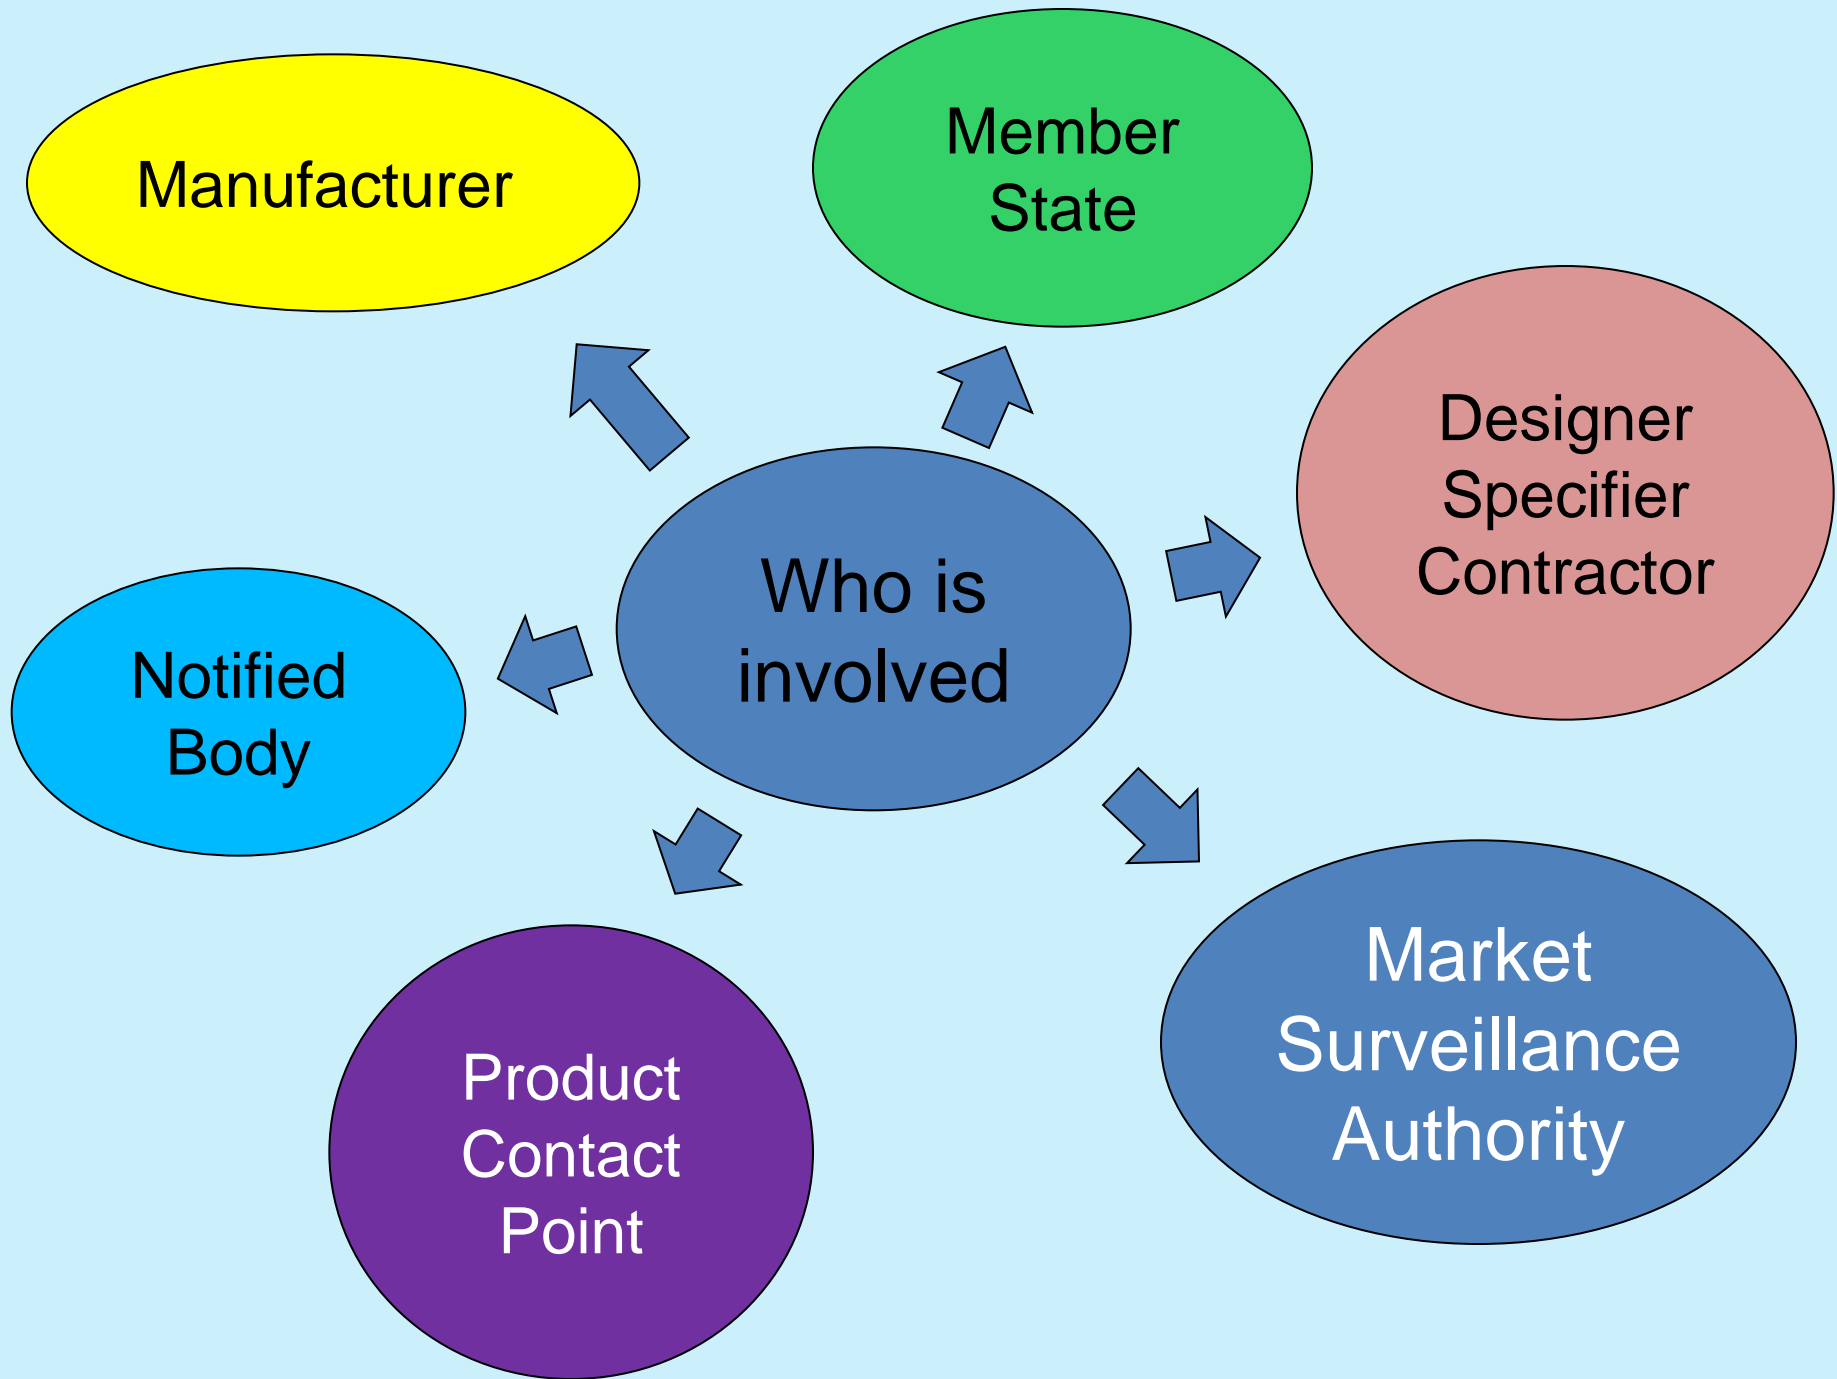 Manufacturer
Member
State
Designer
Specifier
Contractor
Who is
involved
Notified
Body
Market
Surveillance
Authority
Product
Contact
Point